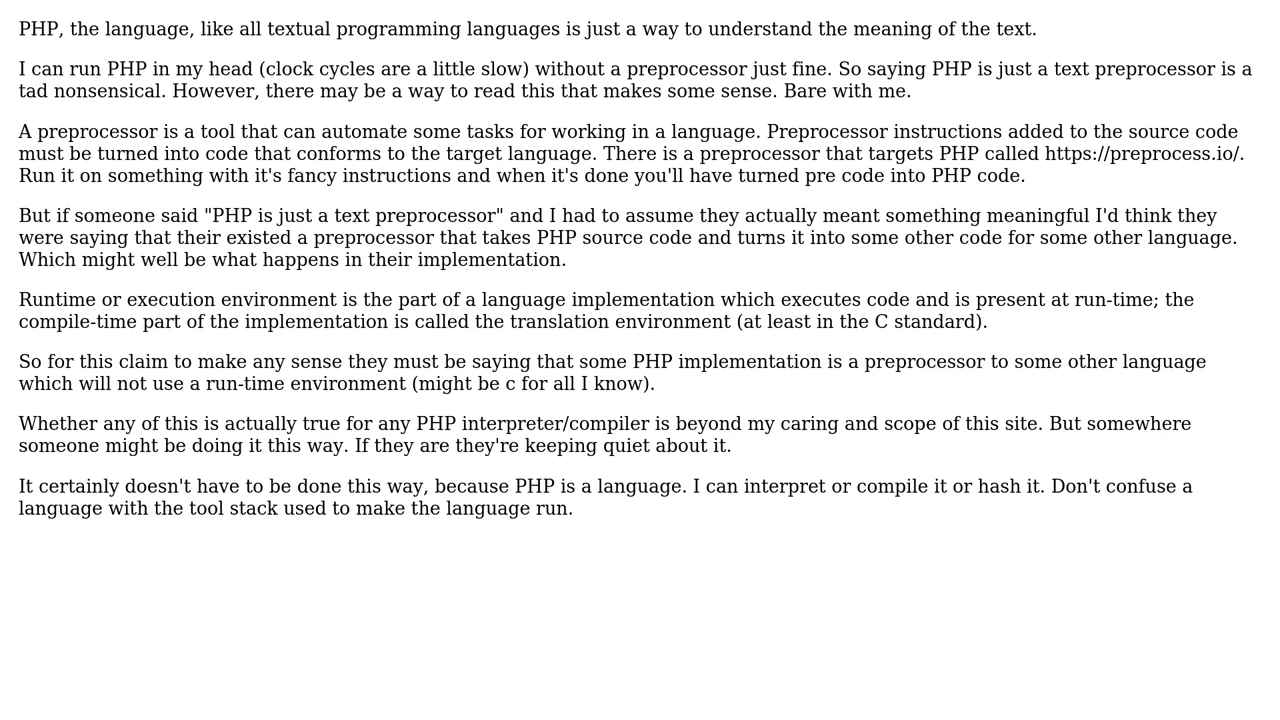 PHP, the language, like all textual programming languages is just a way to understand the meaning of the text.
I can run PHP in my head (clock cycles are a little slow) without a preprocessor just fine. So saying PHP is just a text preprocessor is a
tad nonsensical. However, there may be a way to read this that makes some sense. Bare with me.
A preprocessor is a tool that can automate some tasks for working in a language. Preprocessor instructions added to the source code
must be turned into code that conforms to the target language. There is a preprocessor that targets PHP called https://preprocess.io/.
Run it on something with it's fancy instructions and when it's done you'll have turned pre code into PHP code.
But if someone said "PHP is just a text preprocessor" and I had to assume they actually meant something meaningful I'd think they
were saying that their existed a preprocessor that takes PHP source code and turns it into some other code for some other language.
Which might well be what happens in their implementation.
Runtime or execution environment is the part of a language implementation which executes code and is present at run-time; the
compile-time part of the implementation is called the translation environment (at least in the C standard).
So for this claim to make any sense they must be saying that some PHP implementation is a preprocessor to some other language
which will not use a run-time environment (might be c for all I know).
Whether any of this is actually true for any PHP interpreter/compiler is beyond my caring and scope of this site. But somewhere
someone might be doing it this way. If they are they're keeping quiet about it.
It certainly doesn't have to be done this way, because PHP is a language. I can interpret or compile it or hash it. Don't confuse a
language with the tool stack used to make the language run.